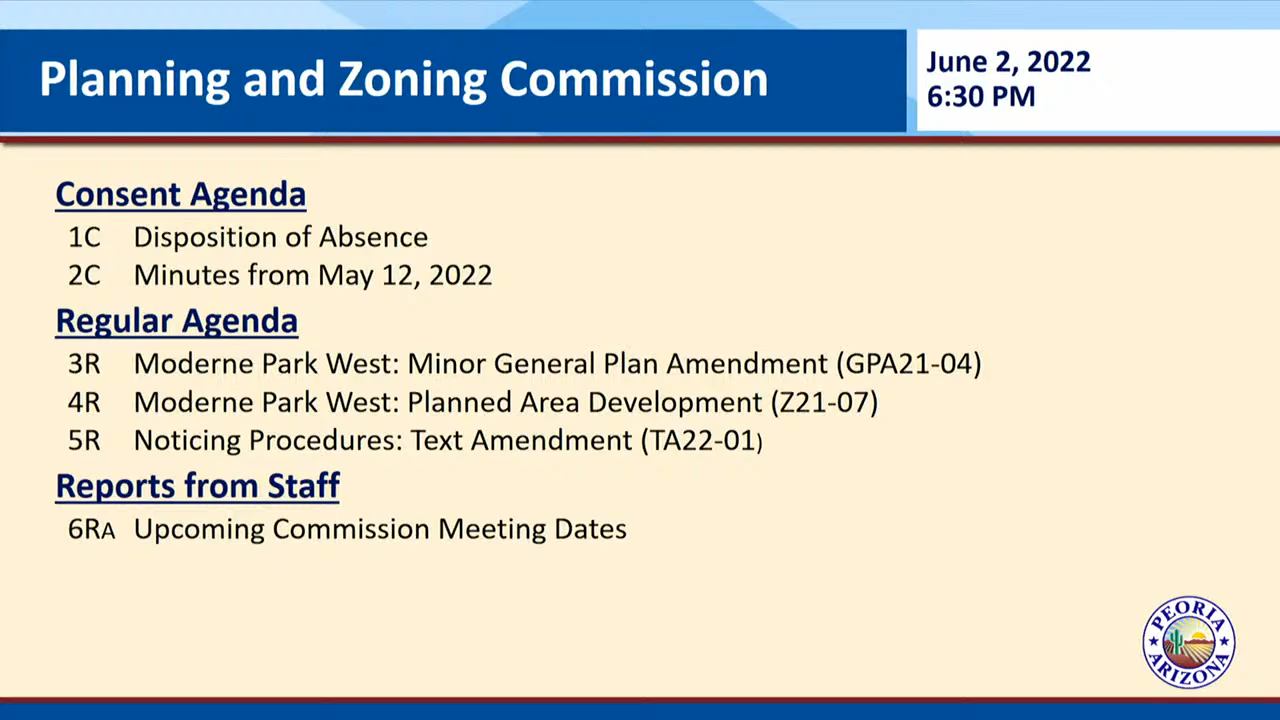 Planning and Zoning Commission
June 2, 2022
6:30 PM
Consent Agenda
1C Disposition of Absence
2C Minutes from May 12, 2022
Regular Agenda
3R Moderne Park West: Minor General Plan Amendment (GPA21-04)
4R Moderne Park West: Planned Area Development (Z21-07)
5R Noticing Procedures: Text Amendment (TA22-01)
Reports from Staff
6RA Upcoming Commission Meeting Dates
PEORIA
ARIZONA